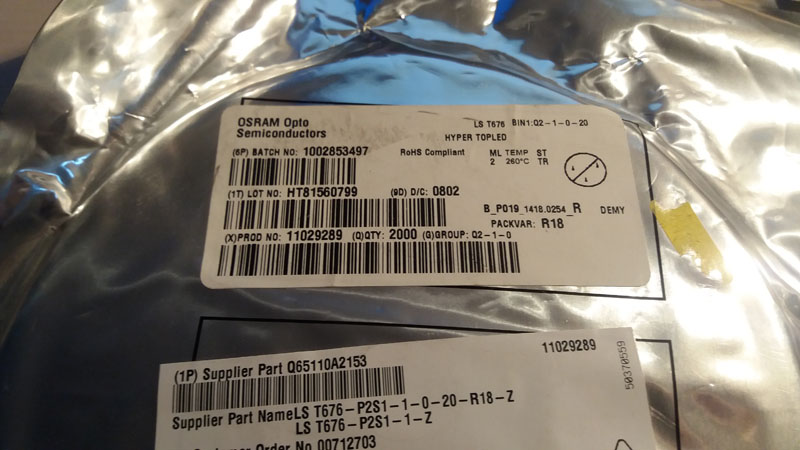 OSRAM Opto
Semiconductors
LS T676 BIN1:Q2-1-0-20
HYPER TOPLED
(6P) BATCH NO: 1002853497
RoHS Compliant
ML TEMP ST
2 260°C TR
(1T) LOT NO: HT81560799 (9D) D/C: 0802
B_P019_1418.0254_R DEMY
PACKVAR: R18
(X)PROD NO: 11029289 (Q)QTY: 2000 (G)GROUP: Q2-1-0
(1P) Supplier Part Q65110A2153
11029289
50370559
Supplier Part NameLS T676-P2S1-1-0-20-R18-Z
LS T676-P2S1-1-Z
Order No 00712703